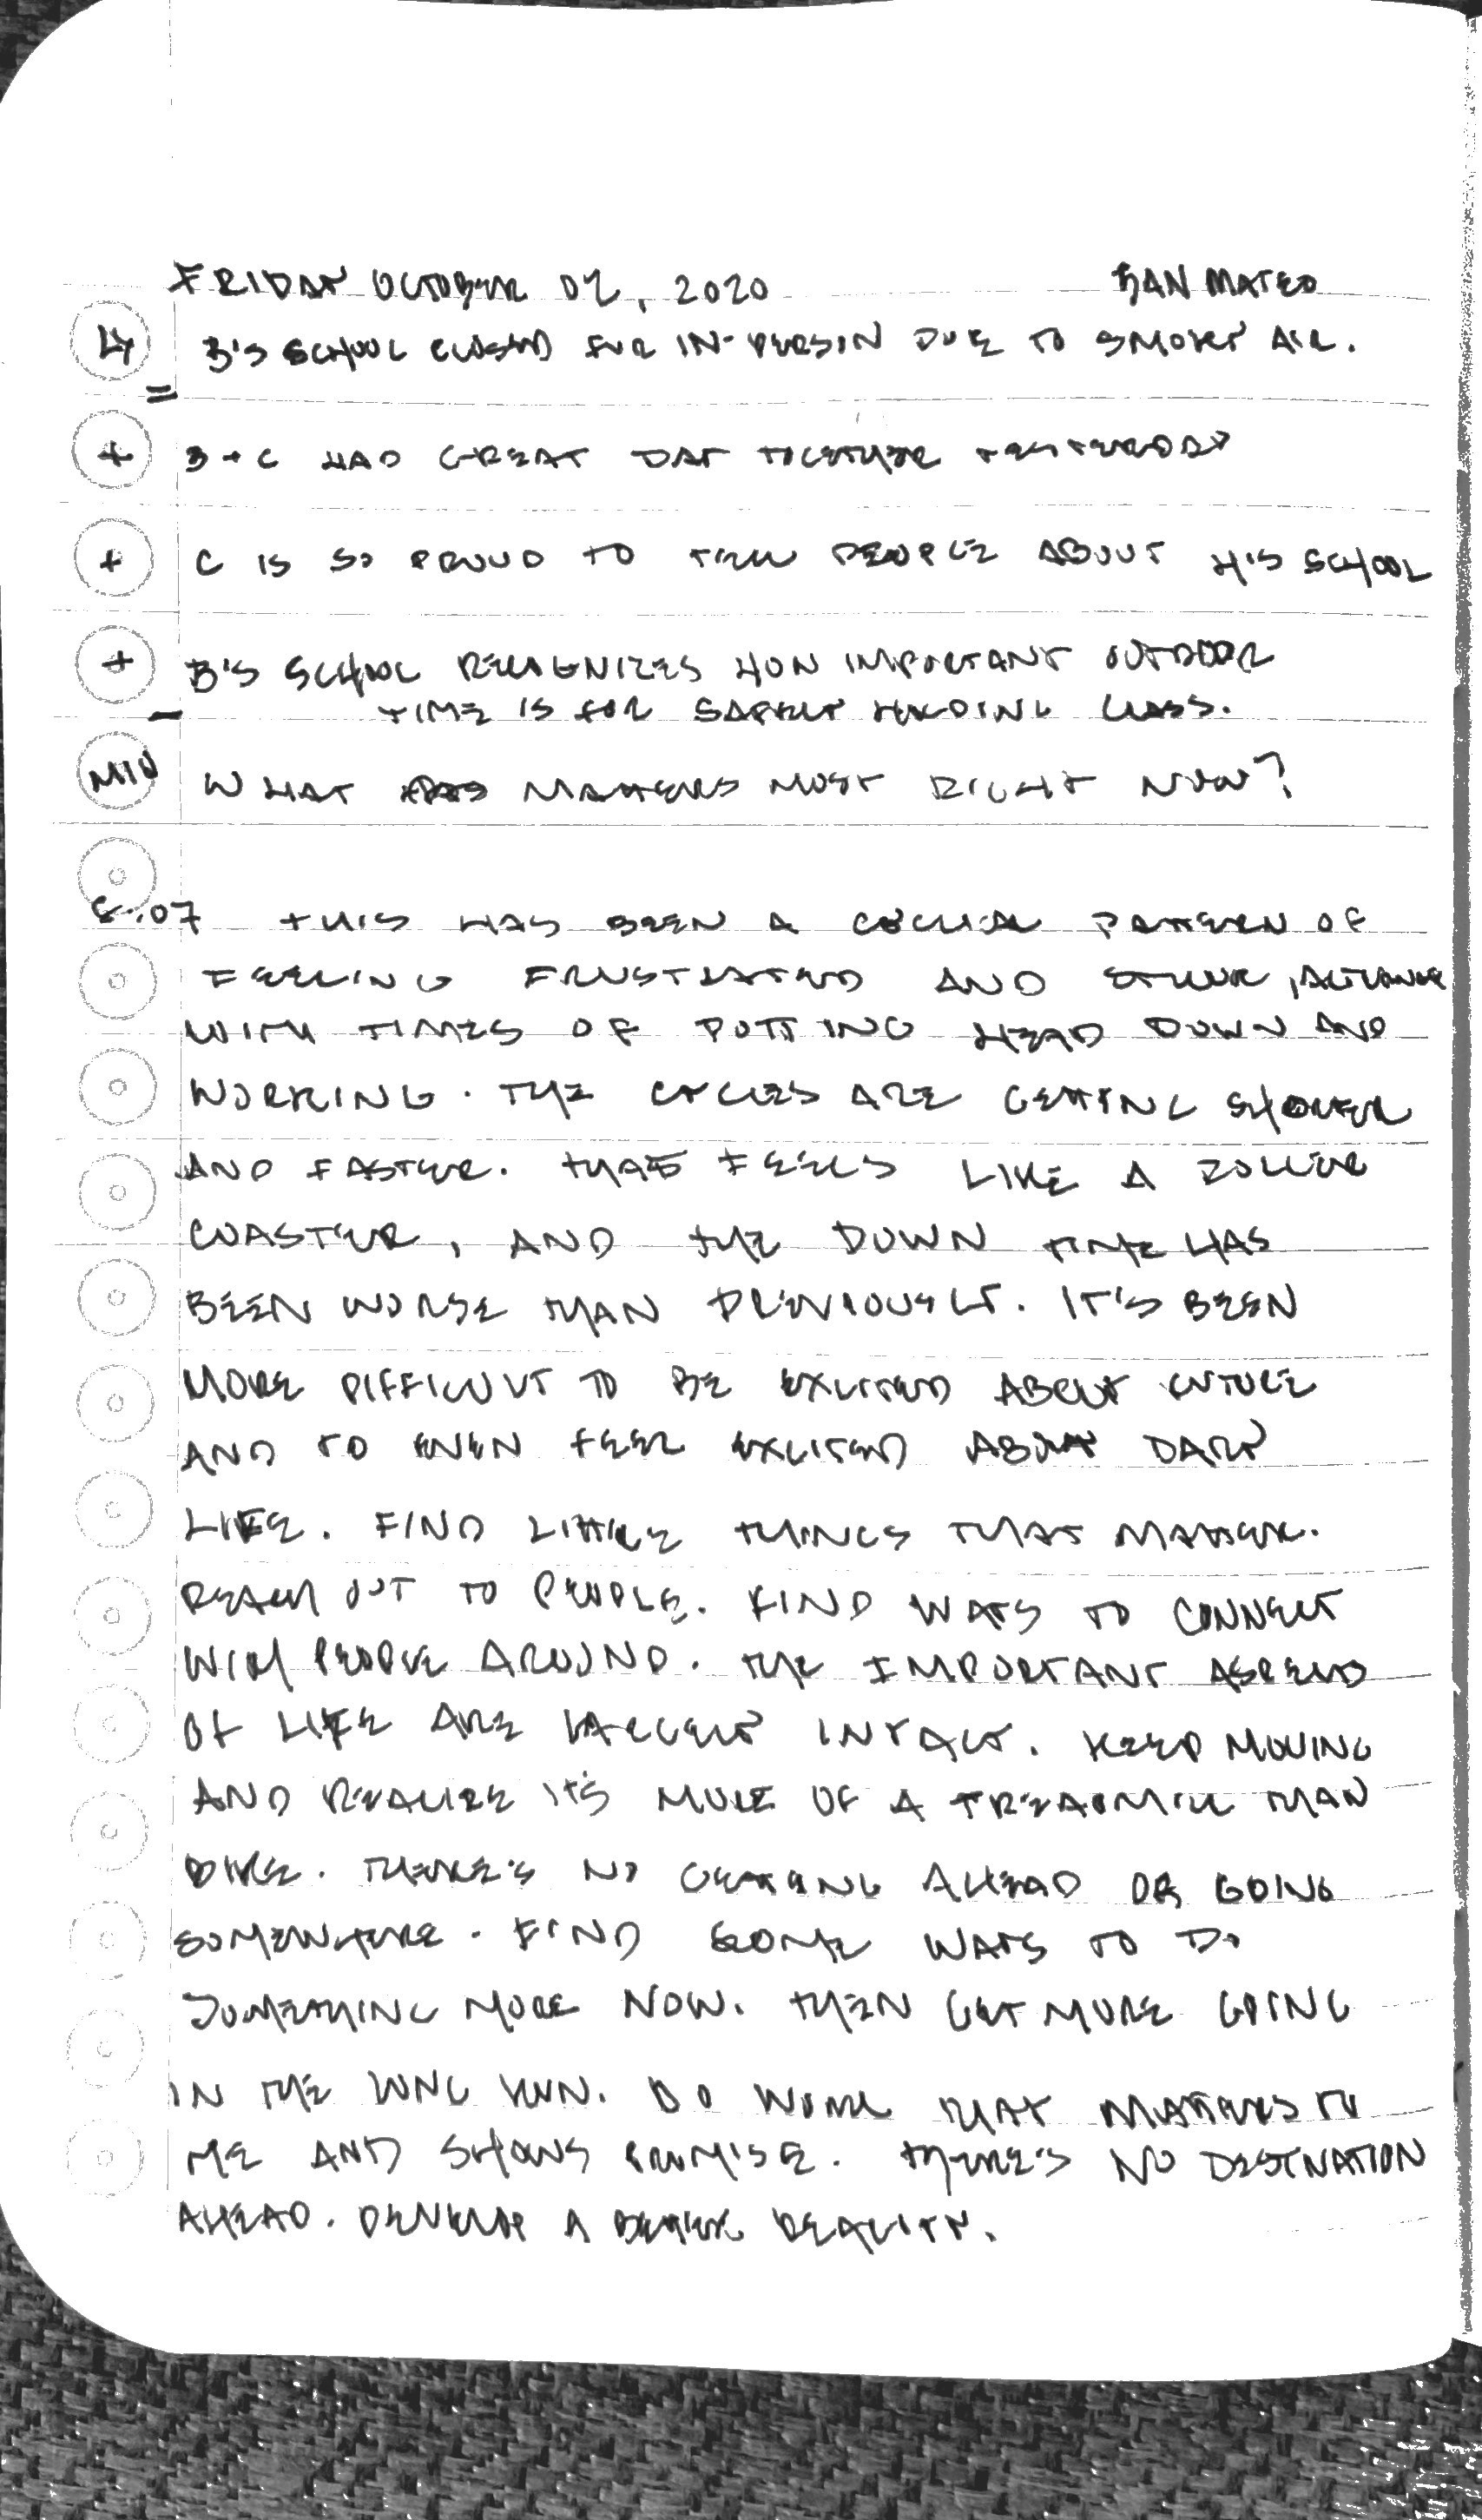 FRIDAY OCTOBER 02, 2020 SAN MATEO
4 B'S SCHOOL CLOSED FOR IN-PERSON DUE TO SMOKEY AIR.
=
+ B + C HAD GREAT DAY TOGETHER YESTERDAY
+ C IS SO PROUD TO TELL PEOPLE ABOUT HIS SCHOOL
+ B'S SCHOOL RECOGNIZES HOW IMPORTANT OUTDOOR
– TIME IS FOR SAFELY HOLDING CLASS.
MIN WHAT MATTERS MOST RIGHT NOW?
:07 THIS HAS BEEN A CYCLICAL PATTERN OF
FEELING FRUSTRATED AND STUCK,
WITH TIMES OF PUTTING HEAD DOWN AND
WORKING. THE CYCLES ARE GETTING SHORTER
AND FASTER. THAT FEELS LIKE A ROLLER
COASTER, AND THE DOWN TIME HAS
BEEN WORSE THAN PREVIOUSLY. IT'S BEEN
MORE DIFFICULT TO BE EXCITED ABOUT FUTURE
AND TO EVEN FEEL EXCITED ABOUT DAILY
LIFE. FIND LITTLE THINGS THAT MATTER.
REACH OUT TO PEOPLE. FIND WAYS TO CONNECT
WITH PEOPLE AROUND. THE IMPORTANT ASPECTS
OF LIFE ARE LARGELY INTACT. KEEP MOVING
AND REALIZE IT'S MORE OF A TREADMILL THAN
BIKE. THERE'S NO GETTING AHEAD OR GOING
SOMEWHERE. FIND SOME WAYS TO DO
SOMETHING MORE NOW. THEN GET MORE GOING
IN THE LONG RUN. DO WORK THAT MATTERS TO
ME AND SHOWS PROMISE. THERE'S NO DESTINATION
AHEAD. DEVELOP A BETTER REALITY.